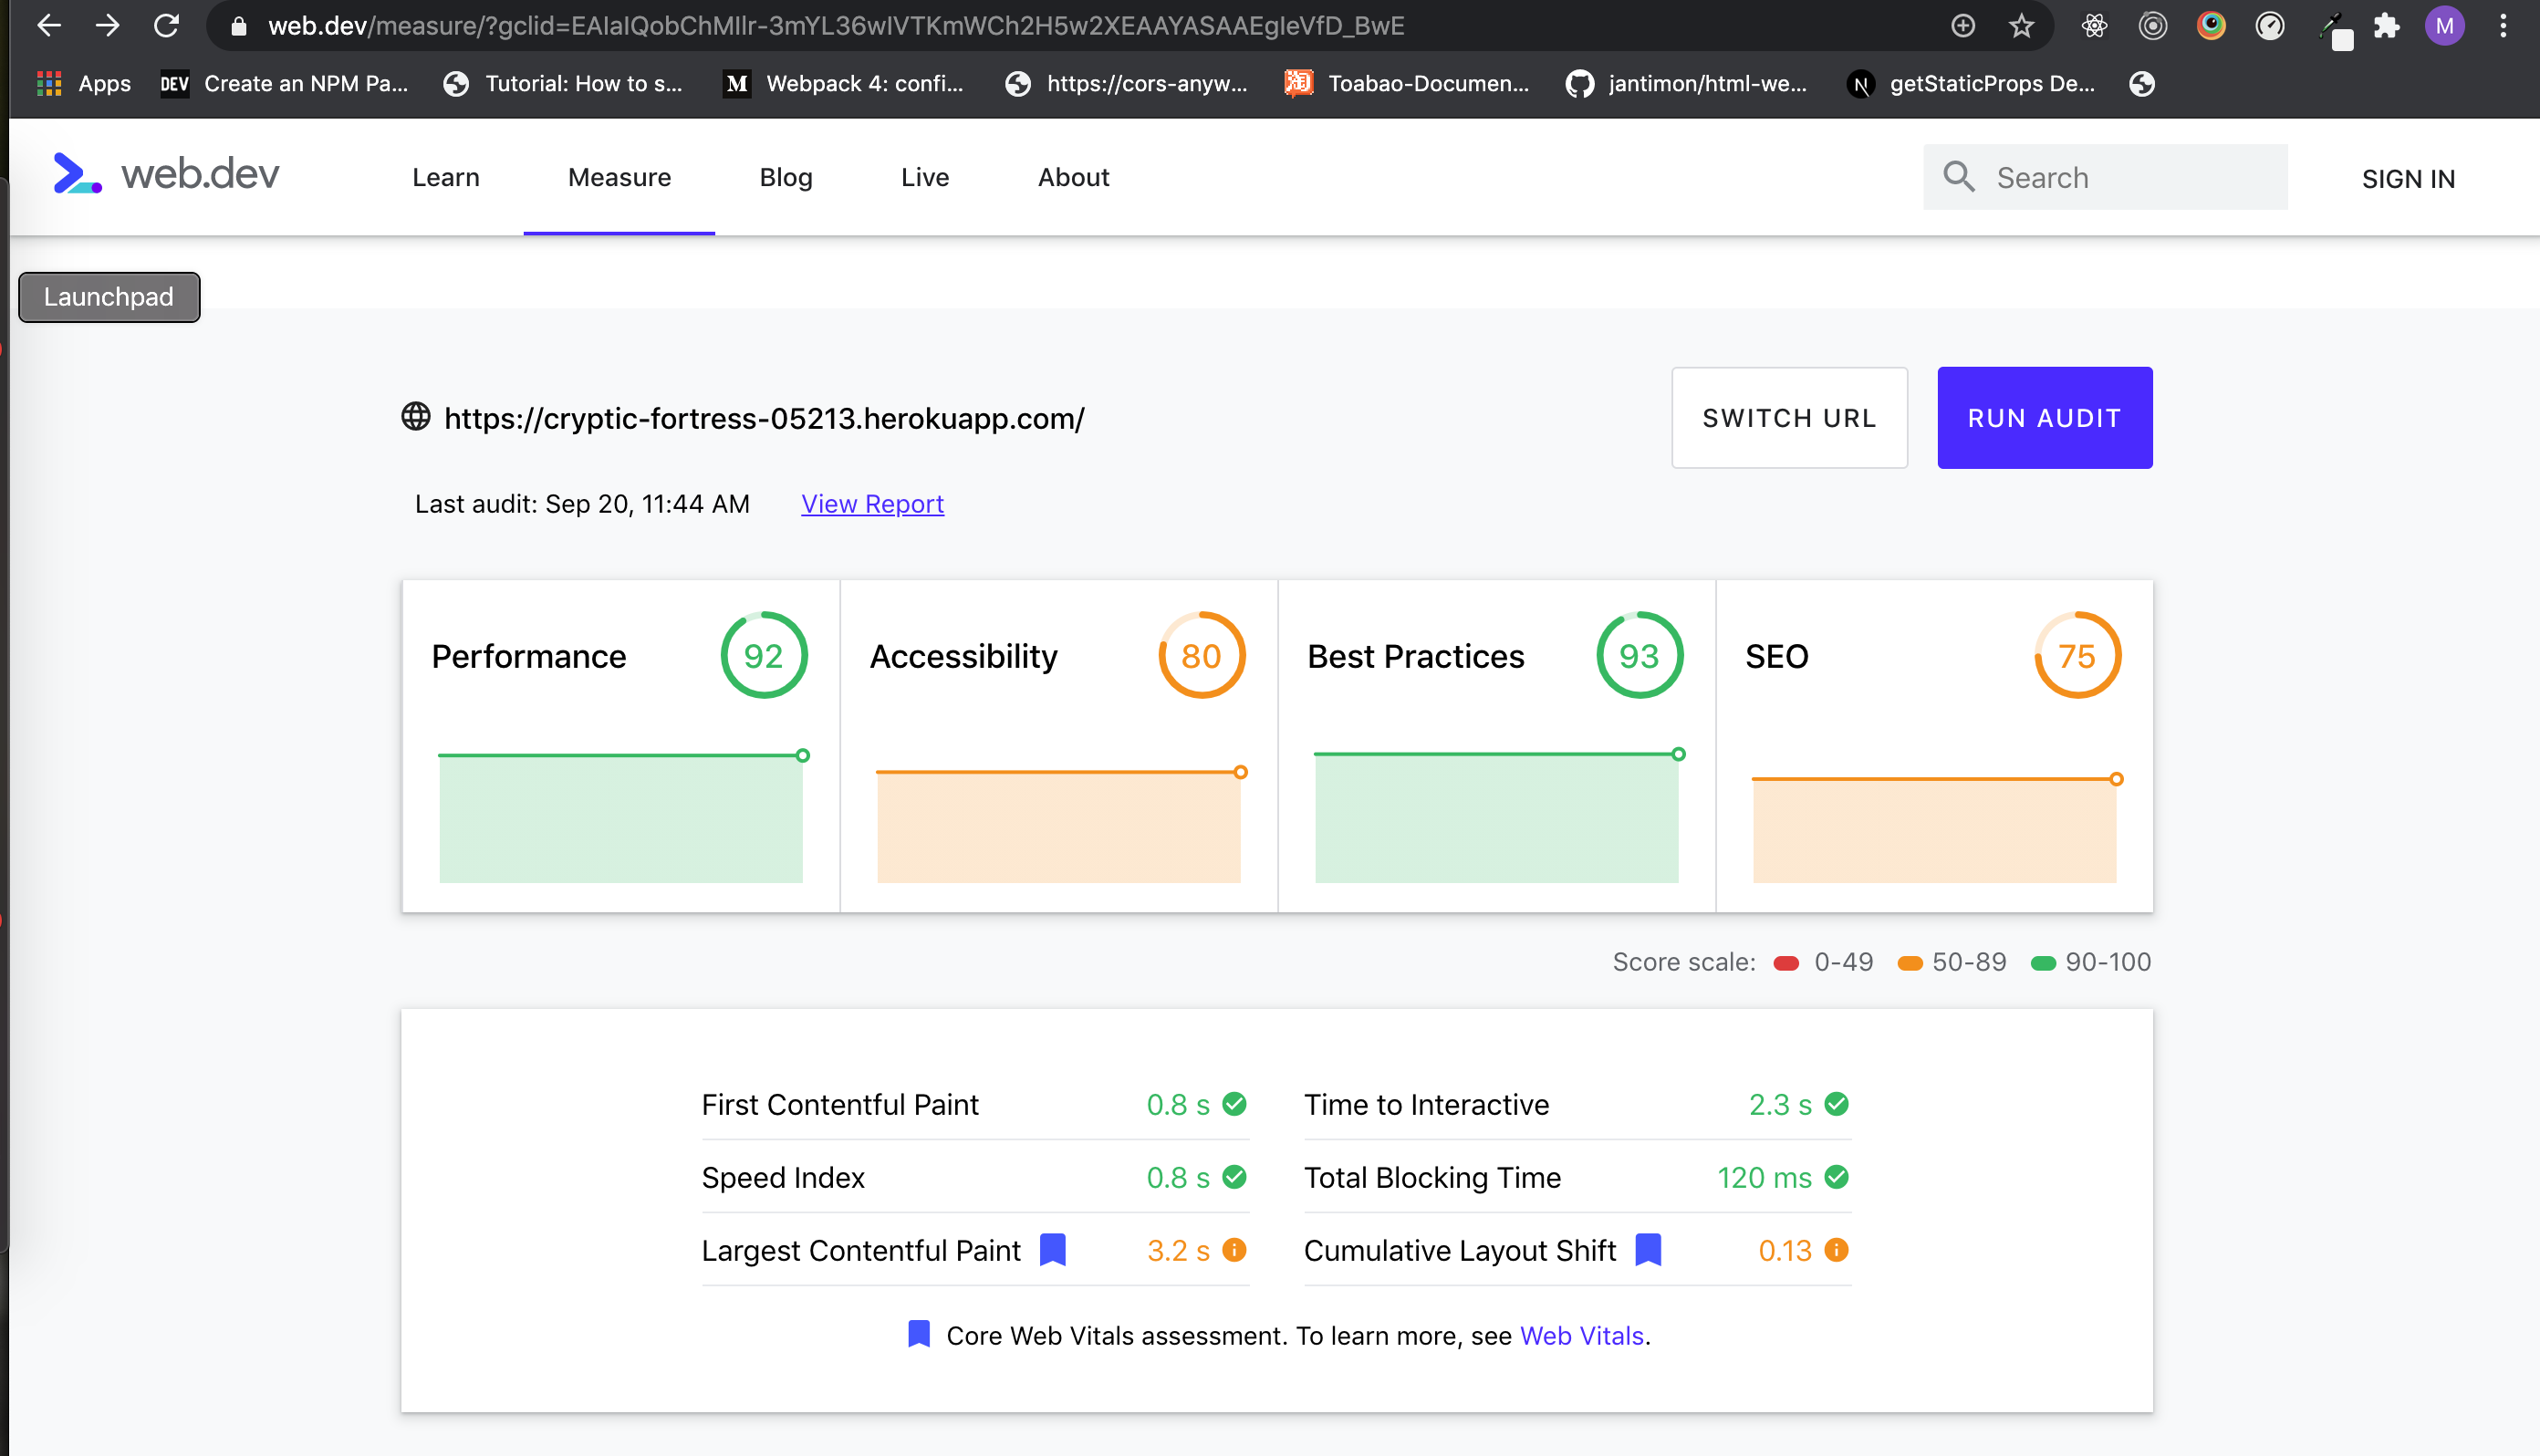 web.dev/measure/?gclid=EAIaIQobChMIlr-3mYL36wIVTKmWCh2H5w2XEAAYASAAEgIeVfD_BwE
M
Apps
DEV Create an NPM Pa...
Tutorial: How to s...
M Webpack 4: confi...
https://cors-anyw...
Toabao-Documen...
jantimon/html-we...
N getStaticProps De...
web.dev
Learn
Measure
Blog
Live
About
Search
SIGN IN
Launchpad
https://cryptic-fortress-05213.herokuapp.com/
SWITCH URL
RUN AUDIT
Last audit: Sep 20, 11:44 AM
View Report
Performance 92
Accessibility 80
Best Practices 93
SEO 75
Score scale: 0-49 50-89 90-100
First Contentful Paint 0.8 s
Time to Interactive 2.3 s
Speed Index 0.8 s
Total Blocking Time 120 ms
Largest Contentful Paint 3.2 s
Cumulative Layout Shift 0.13
Core Web Vitals assessment. To learn more, see Web Vitals.